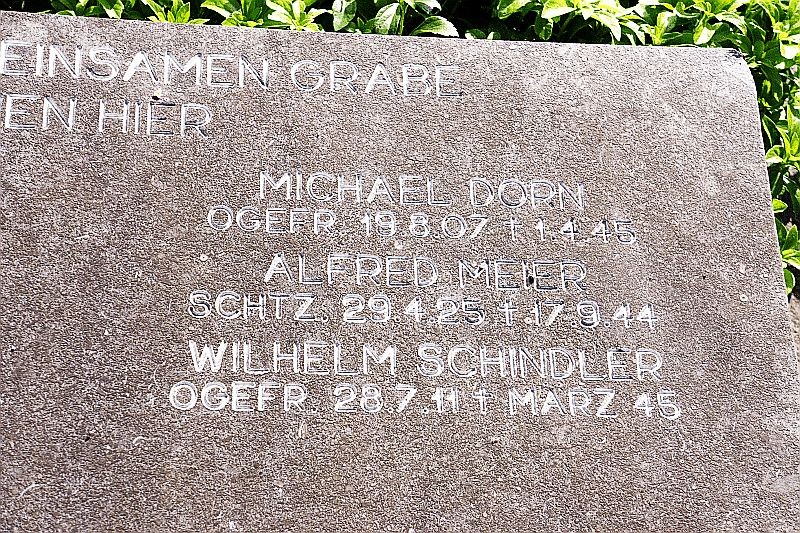 EINSAMEN GRABE
EN HIER
MICHAEL DORN
OGEFR. 19.8.07 † 1.4.45
ALFRED MEIER
SCHTZ. 29.4.25 † 17.9.44
WILHELM SCHINDLER
OGEFR. 28.7.11 † MÄRZ 45